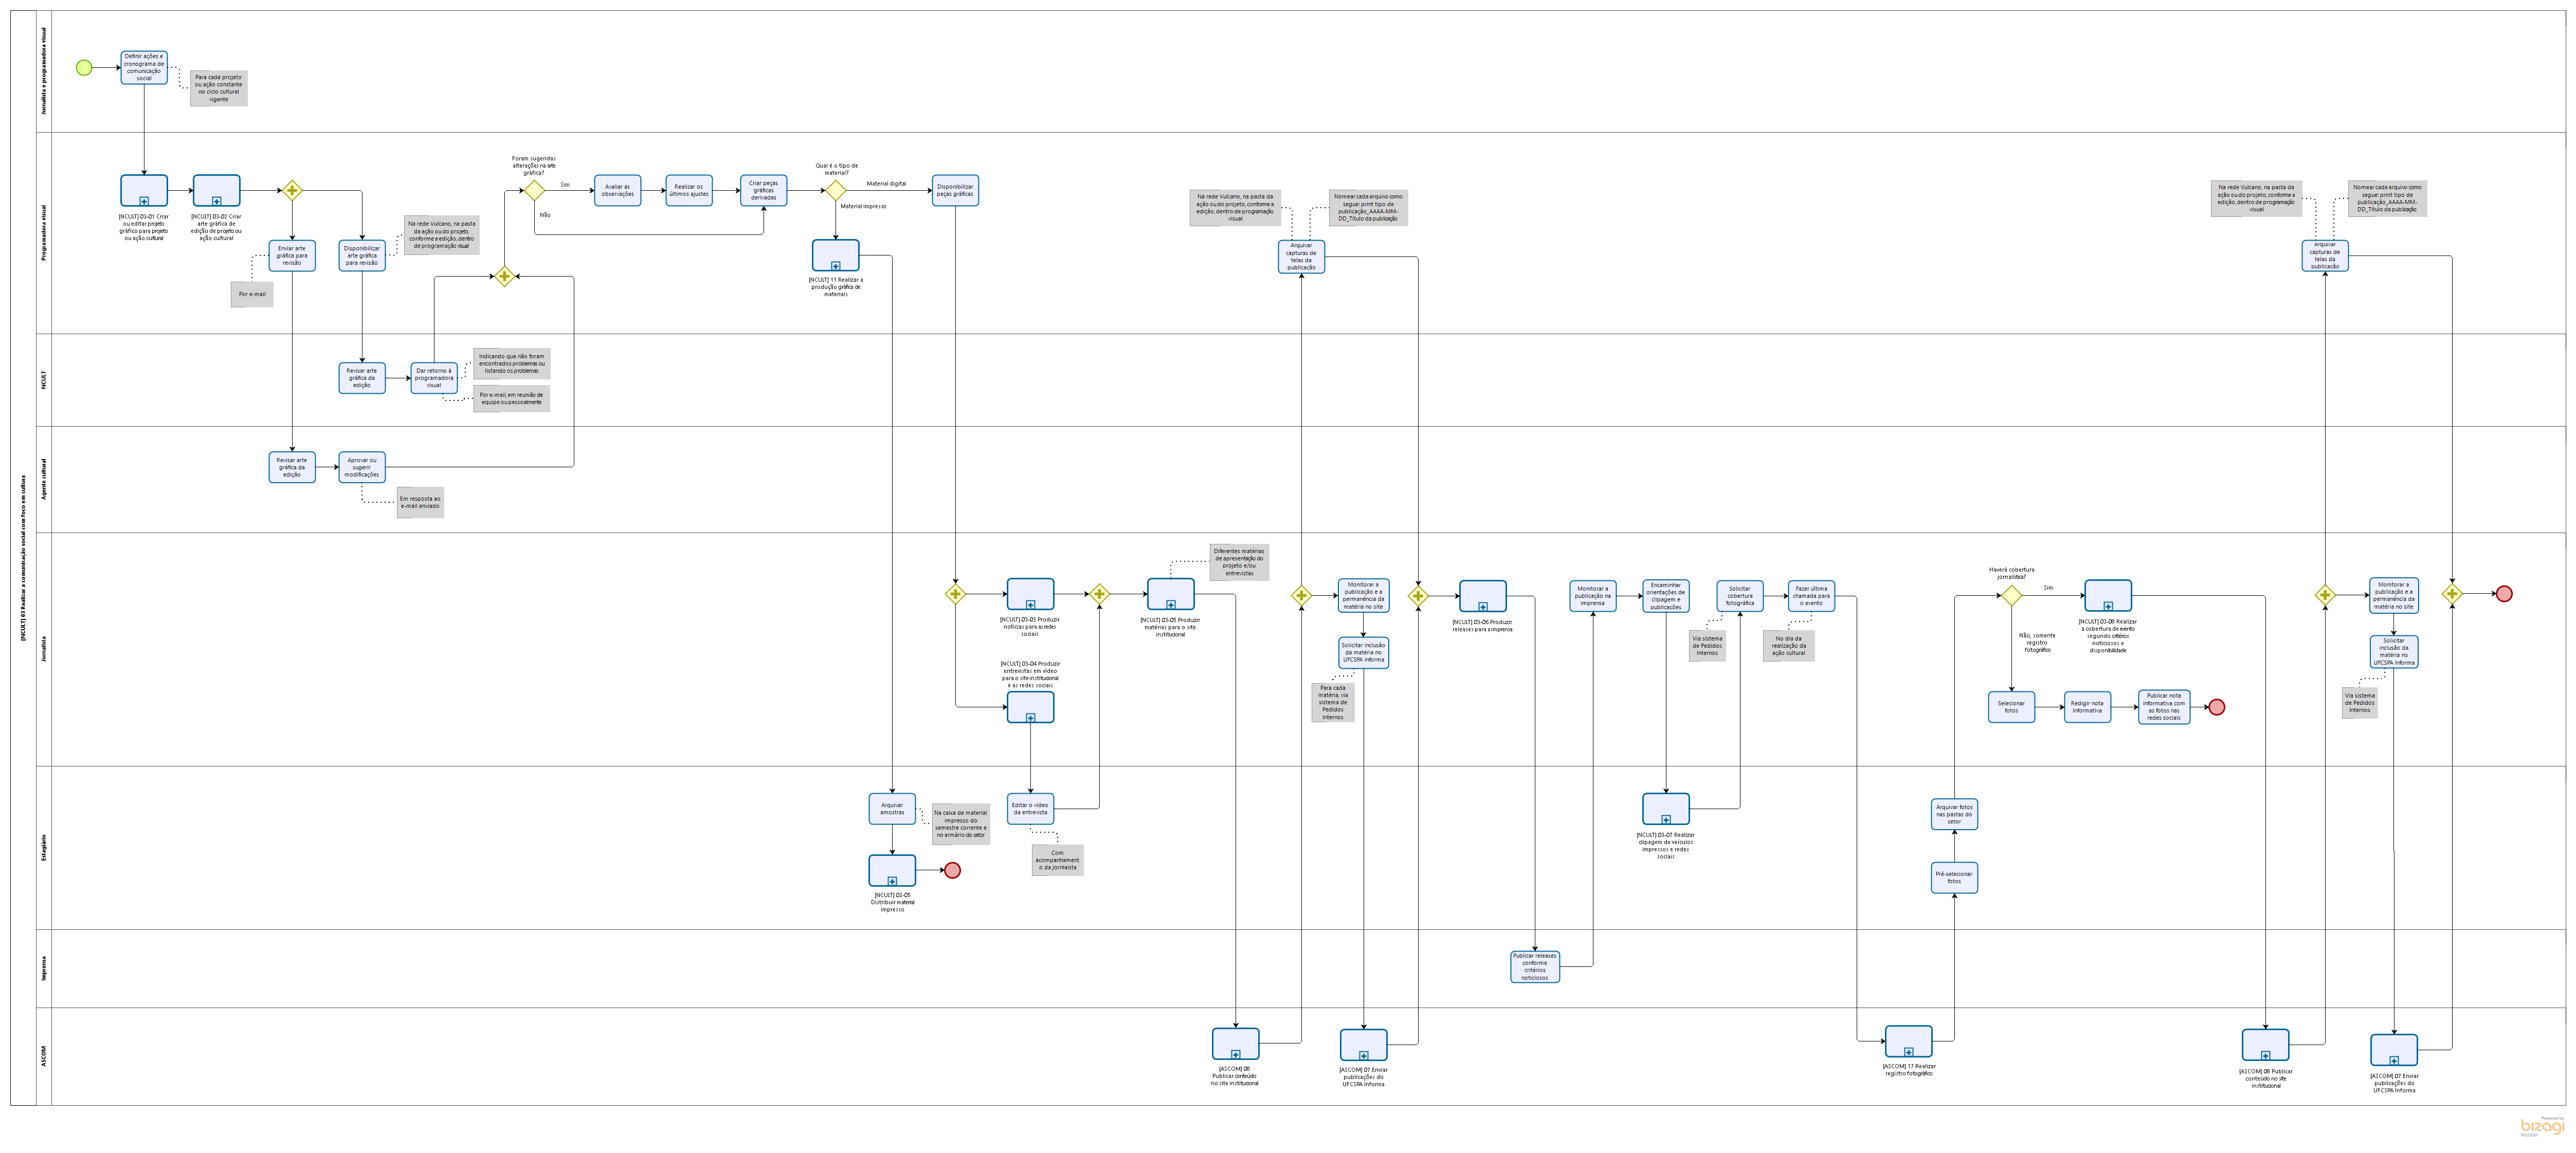 [NCULT] 03 Realizar a comunicação social com foco em cultura
Jornalista e programadora visual
Definir ações e
cronograma de
comunicação
social
Para cada projeto
ou ação constante
no ciclo cultural
vigente
Programadora visual
[NCULT] 03-01 Criar
ou editar projeto
gráfico para projeto
ou ação cultural
[NCULT] 03-02 Criar
arte gráfica de
edição de projeto ou
ação cultural
Enviar arte
gráfica para
revisão
Por e-mail
Disponibilizar
arte gráfica
para revisão
Na rede Vulcano, na pasta
da ação ou do projeto,
conforme a edição, dentro
de programação visual
Foram sugeridas
alterações na arte
gráfica?
Sim
Não
Avaliar as
observações
Realizar os
últimos ajustes
Criar peças
gráficas
derivadas
Qual é o tipo de
material?
Material digital
Material impresso
Disponibilizar
peças gráficas
[NCULT] 11 Realizar a
produção gráfica de
materiais
Na rede Vulcano, na pasta da
ação ou do projeto, conforme a
edição, dentro de programação
visual
Nomear cada arquivo como
segue: print tipo de
publicação_AAAA-MM-
DD_Título da publicação
Arquivar
capturas de
telas da
publicação
Na rede Vulcano, na pasta da
ação ou do projeto, conforme a
edição, dentro de programação
visual
Nomear cada arquivo como
segue: print tipo de
publicação_AAAA-MM-
DD_Título da publicação
Arquivar
capturas de
telas da
publicação
NCULT
Revisar arte
gráfica da
edição
Dar retorno à
programadora
visual
Indicando que não foram
encontrados problemas ou
listando os problemas
Por e-mail, em reunião de
equipe ou pessoalmente
Agente cultural
Revisar arte
gráfica da
edição
Aprovar ou
sugerir
modificações
Em resposta ao
e-mail enviado
Jornalista
[NCULT] 03-03 Produzir
notícias para as redes
sociais
[NCULT] 03-04 Produzir
entrevistas em vídeo
para o site institucional
e as redes sociais
[NCULT] 03-05 Produzir
matérias para o site
institucional
Diferentes matérias
de apresentação do
projeto e/ou
entrevistas
Monitorar a
publicação e a
permanência da
matéria no site
Solicitar inclusão
da matéria no
UFCSPA Informa
Para cada
matéria, via
sistema de
Pedidos
Internos
[NCULT] 03-06 Produzir
releases para a imprensa
Monitorar a
publicação na
imprensa
Encaminhar
orientações de
clipagem e
publicações
Solicitar
cobertura
fotográfica
Via sistema
de Pedidos
Internos
Fazer última
chamada para
o evento
No dia da
realização da
ação cultural
Haverá cobertura
jornalística?
Sim
Não, somente
registro
fotográfico
[NCULT] 03-08 Realizar
a cobertura de evento
segundo critérios
noticiosos e
disponibilidade
Selecionar
fotos
Redigir nota
informativa
Publicar nota
informativa com
as fotos nas
redes sociais
Monitorar a
publicação e a
permanência da
matéria no site
Solicitar
inclusão da
matéria no
UFCSPA Informa
Via sistema
de Pedidos
Internos
Estagiário
Arquivar
amostras
Na caixa de material
impresso do
semestre corrente e
no armário do setor
[NCULT] 02-05
Distribuir material
impresso
Editar o vídeo
da entrevista
Com
acompanhament
o da jornlaista
[NCULT] 03-07 Realizar
clipagem de veículos
impressos e redes
sociais
Arquivar fotos
nas pastas do
setor
Pré-selecionar
fotos
Imprensa
Publicar releases
conforme
critérios
noticiosos
ASCOM
[ASCOM] 08
Publicar conteúdo
no site institucional
[ASCOM] 07 Enviar
publicações do
UFCSPA Informa
[ASCOM] 17 Realizar
registro fotográfico
[ASCOM] 08 Publicar
conteúdo no site
institucional
[ASCOM] 07 Enviar
publicações do
UFCSPA Informa
Powered by
bizagi
Modeler